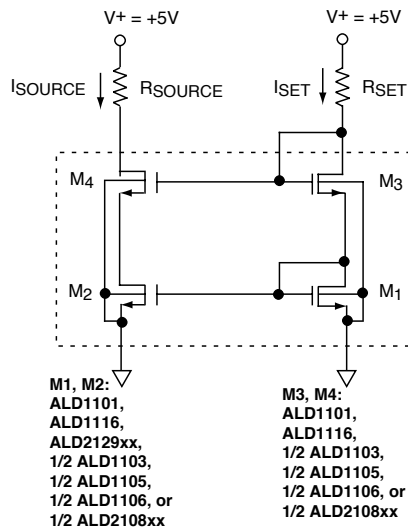 V+ = +5V
V+ = +5V
ISOURCE
RSOURCE
ISET
RSET
M4
M3
M2
M1
M1, M2:
ALD1101,
ALD1116,
ALD2129xx,
1/2 ALD1103,
1/2 ALD1105,
1/2 ALD1106, or
1/2 ALD2108xx
M3, M4:
ALD1101,
ALD1116,
1/2 ALD1103,
1/2 ALD1105,
1/2 ALD1106, or
1/2 ALD2108xx